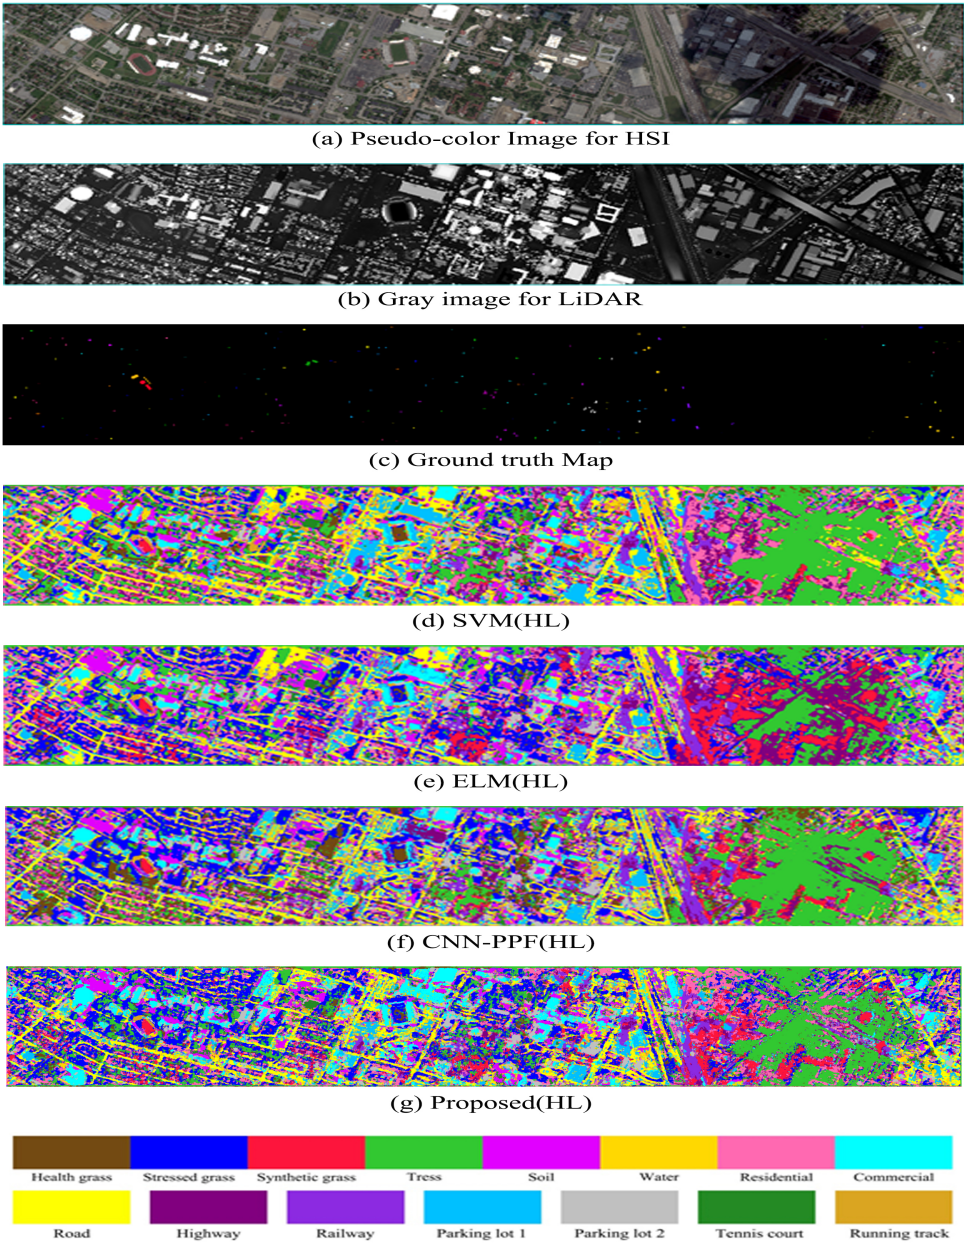 (a) Pseudo-color Image for HSI
(b) Gray image for LiDAR
(c) Ground truth Map
(d) SVM(HL)
(e) ELM(HL)
(f) CNN-PPF(HL)
(g) Proposed(HL)
Health grass Stressed grass Synthetic grass Tress Soil Water Residential Commercial
Road Highway Railway Parking lot 1 Parking lot 2 Tennis court Running track